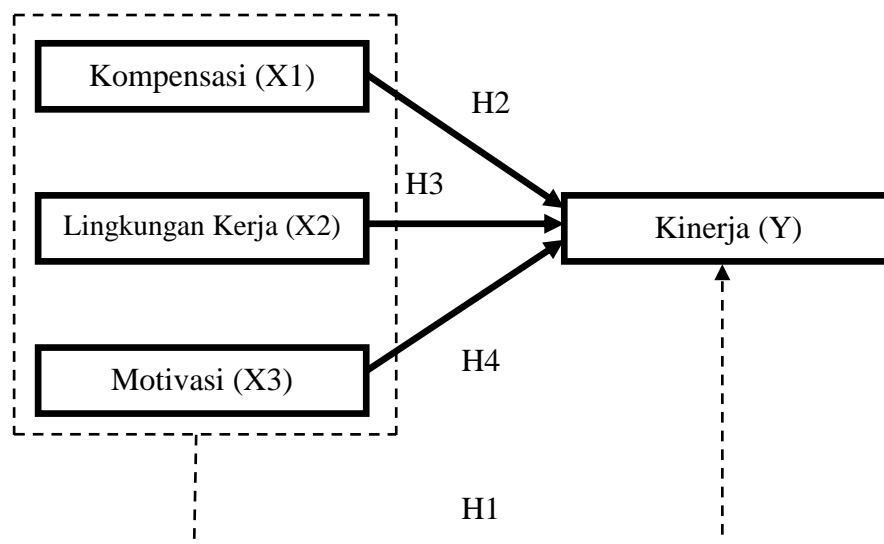 Kompensasi (X1)
H2
H3
Lingkungan Kerja (X2)
Kinerja (Y)
H4
Motivasi (X3)
H1